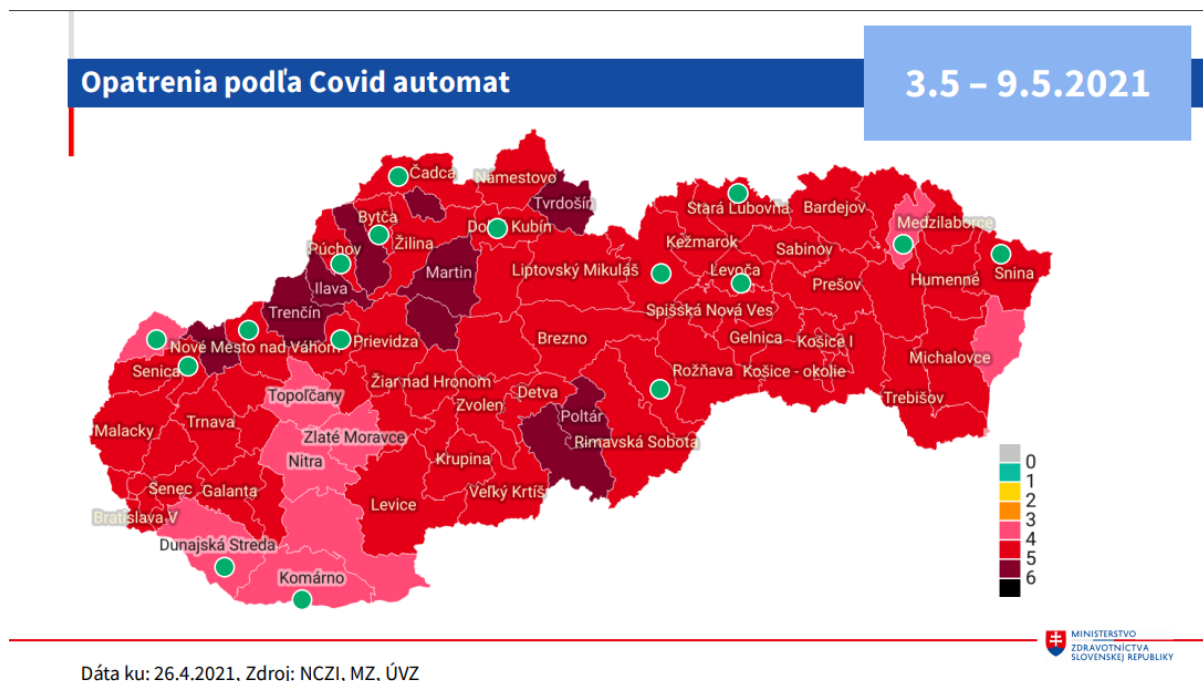 Opatrenia podľa Covid automat
3.5 – 9.5.2021
Čadca
Námestovo
Tvrdošín
Bytča
Dolný Kubín
Žilina
Púchov
Martin
Ilava
Trenčín
Liptovský Mikuláš
Stará Ľubovňa
Bardejov
Medzilaborce
Kežmarok
Sabinov
Levoča
Prešov
Humenné
Snina
Spišská Nová Ves
Nové Mesto nad Váhom
Prievidza
Brezno
Gelnica
Košice I
Michalovce
Senica
Žiar nad Hronom
Detva
Rožňava
Košice - okolie
Topoľčany
Zvolen
Poltár
Trebišov
Malacky
Trnava
Zlaté Moravce
Rimavská Sobota
Nitra
Krupina
Senec
Galanta
Levice
Veľký Krtíš
Bratislava V
Dunajská Streda
Komárno
0
1
2
3
4
5
6
MINISTERSTVO
ZDRAVOTNÍCTVA
SLOVENSKEJ REPUBLIKY
Dáta ku: 26.4.2021, Zdroj: NCZI, MZ, ÚVZ